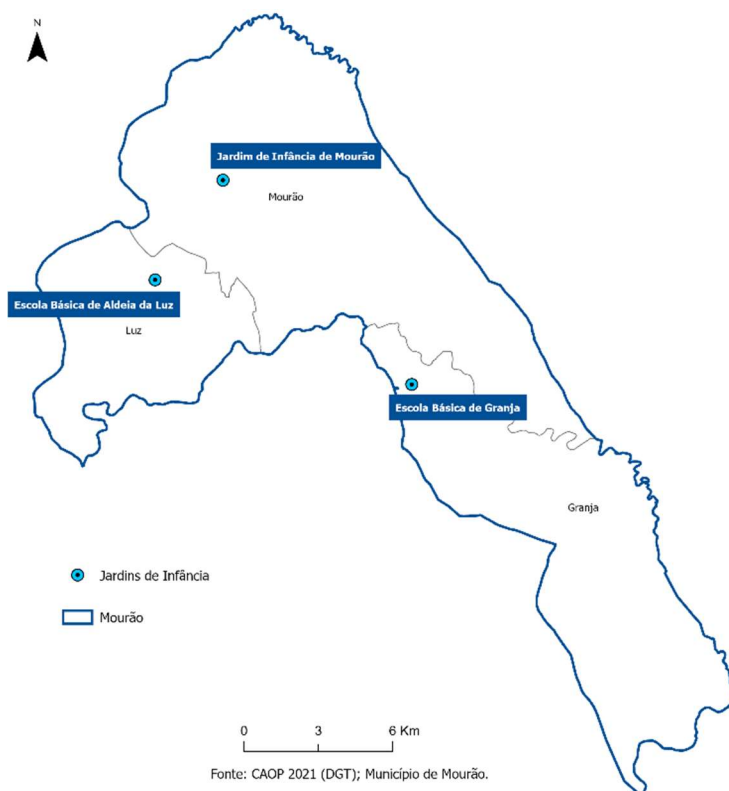 N
Jardim de Infância de Mourão
Mourão
Escola Básica de Aldeia da Luz
Luz
Escola Básica de Granja
Granja
Jardins de Infância
Mourão
0 3 6 Km
Fonte: CAOP 2021 (DGT); Município de Mourão.